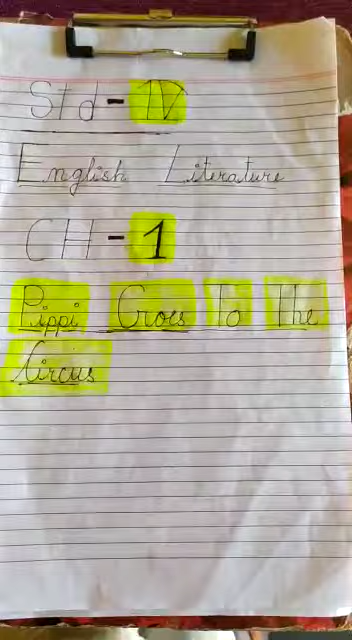 Std - IV
English Literature
CH - 1
Pippi Goes To The
Circus